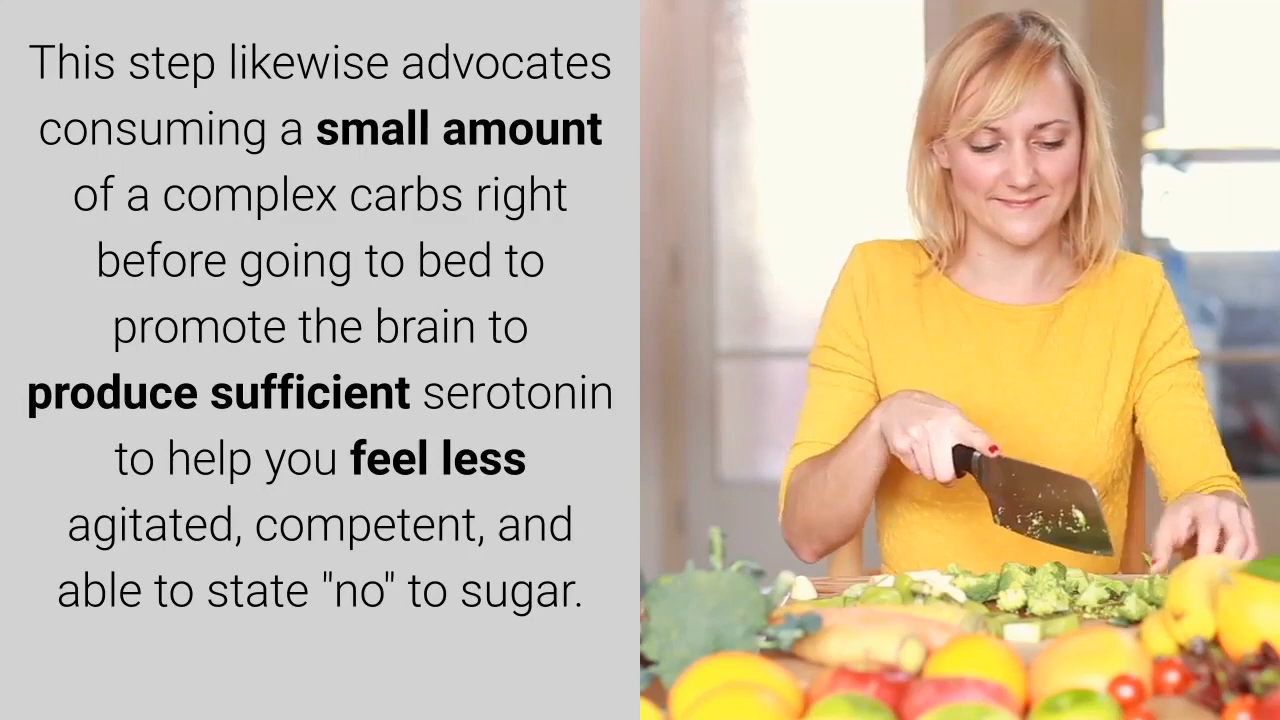 This step likewise advocates
consuming a small amount
of a complex carbs right
before going to bed to
promote the brain to
produce sufficient serotonin
to help you feel less
agitated, competent, and
able to state "no" to sugar.